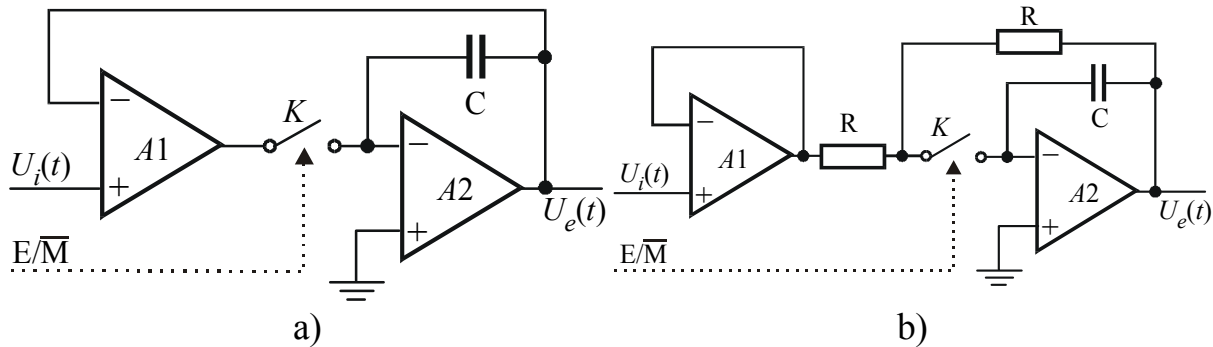 K
C
−
A1
+
U_i(t)
−
A2
+
U_e(t)
E/M̅
a)
R
K
C
R
−
A1
+
U_i(t)
−
A2
+
U_e(t)
E/M̅
b)